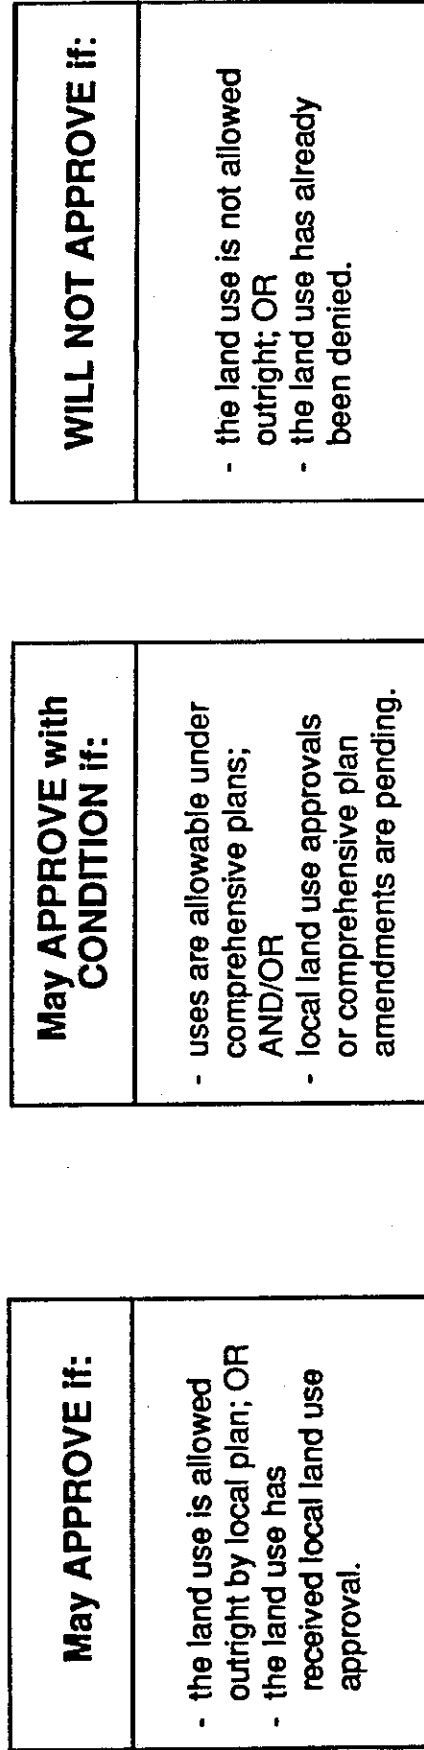 May APPROVE if:
- the land use is allowed
outright by local plan; OR
- the land use has
received local land use
approval.
May APPROVE with
CONDITION if:
- uses are allowable under
comprehensive plans;
AND/OR
- local land use approvals
or comprehensive plan
amendments are pending.
WILL NOT APPROVE if:
- the land use is not allowed
outright; OR
- the land use has already
been denied.